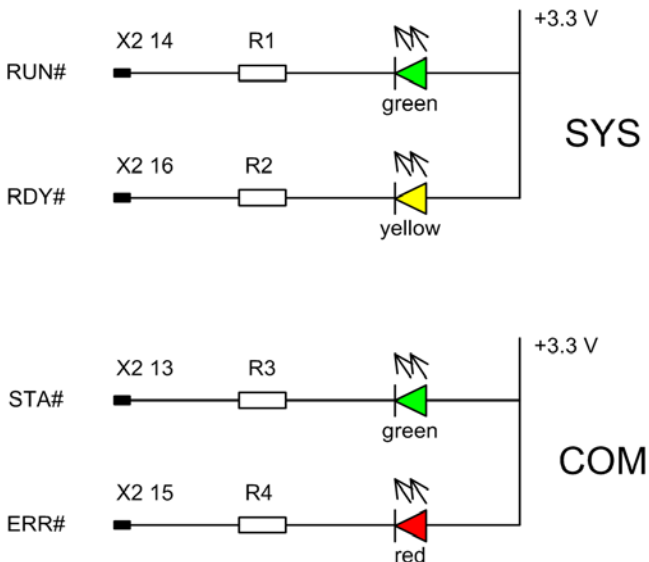 +3.3 V
X2 14 R1
RUN#
green
SYS
X2 16 R2
RDY#
yellow
+3.3 V
X2 13 R3
STA#
green
COM
X2 15 R4
ERR#
red